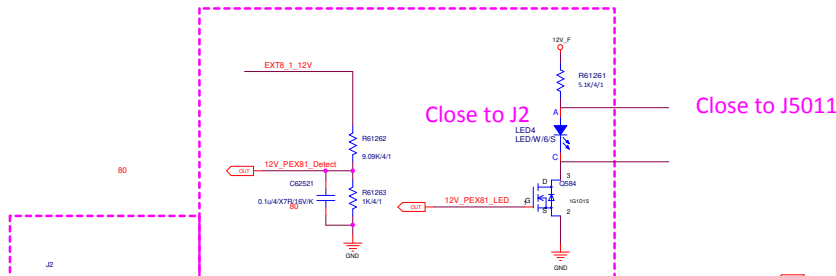 12V_F
EXT8_1_12V
R61261
5.1K/4/1
Close to J2
A
Close to J5011
LED4
LED/W/6/S
R61262
9.09K/4/1
C
80
OUT
12V_PEX81_Detect
3
D
Q584
C62521
0.1u/4/X7R/16V/K
80
R61263
1K/4/1
OUT
12V_PEX81_LED
1
G
1G1D1S
S
2
GND
GND
J2